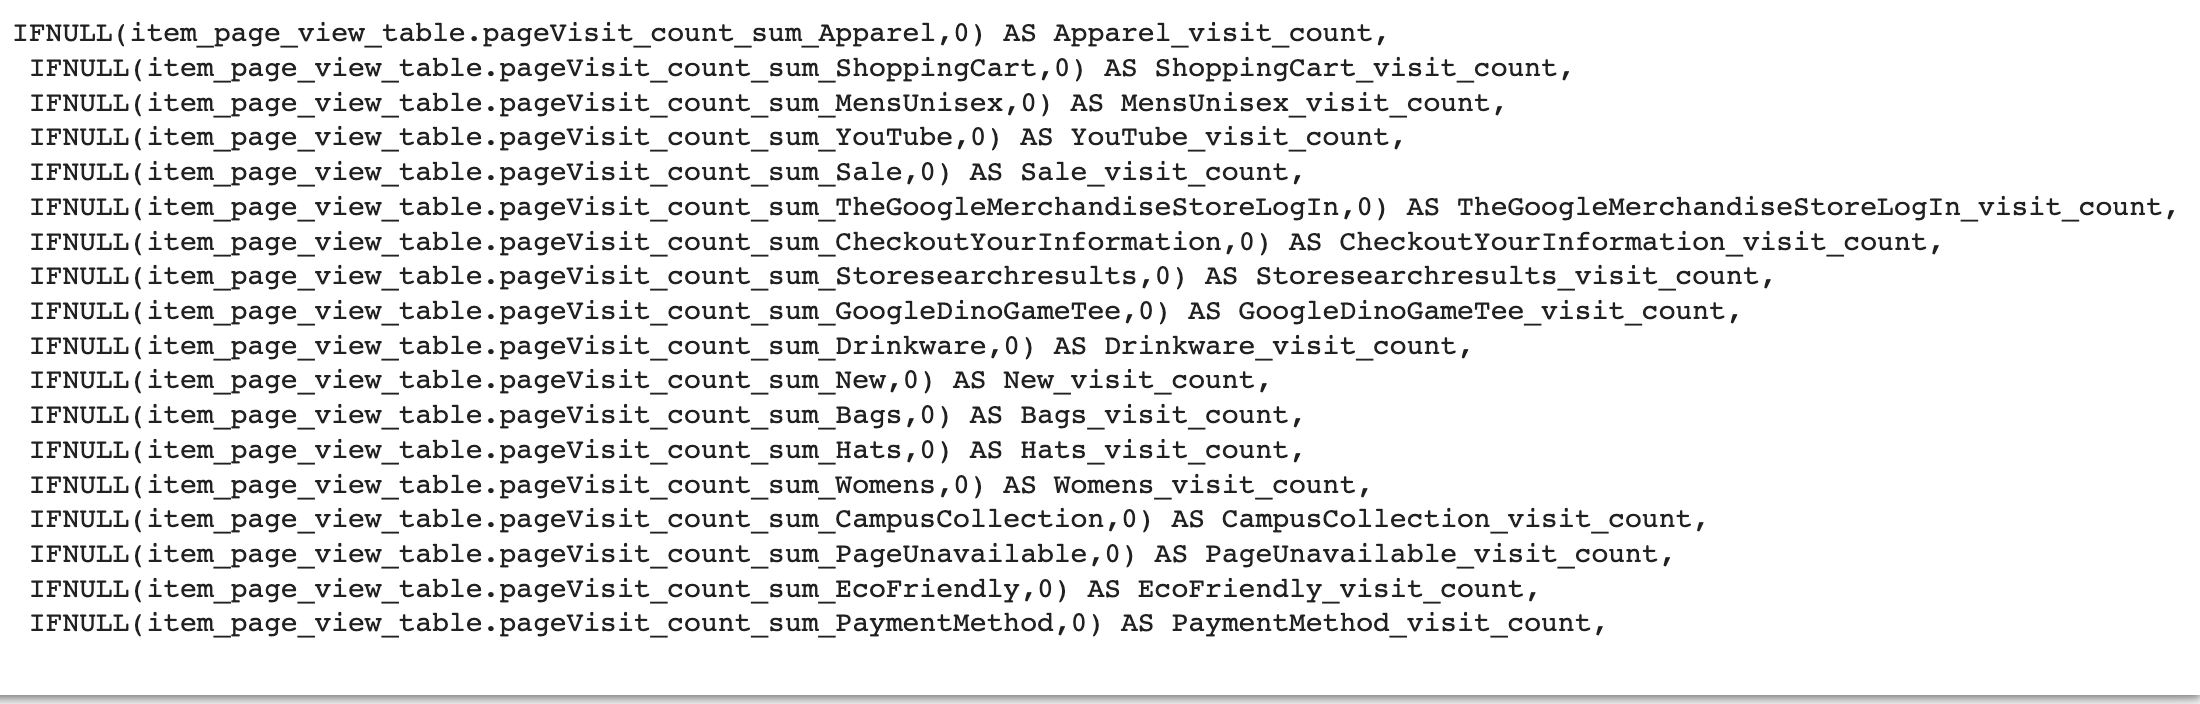 IFNULL(item_page_view_table.pageVisit_count_sum_Apparel,0) AS Apparel_visit_count,
IFNULL(item_page_view_table.pageVisit_count_sum_ShoppingCart,0) AS ShoppingCart_visit_count,
IFNULL(item_page_view_table.pageVisit_count_sum_MensUnisex,0) AS MensUnisex_visit_count,
IFNULL(item_page_view_table.pageVisit_count_sum_YouTube,0) AS YouTube_visit_count,
IFNULL(item_page_view_table.pageVisit_count_sum_Sale,0) AS Sale_visit_count,
IFNULL(item_page_view_table.pageVisit_count_sum_TheGoogleMerchandiseStoreLogIn,0) AS TheGoogleMerchandiseStoreLogIn_visit_count,
IFNULL(item_page_view_table.pageVisit_count_sum_CheckoutYourInformation,0) AS CheckoutYourInformation_visit_count,
IFNULL(item_page_view_table.pageVisit_count_sum_Storesearchresults,0) AS Storesearchresults_visit_count,
IFNULL(item_page_view_table.pageVisit_count_sum_GoogleDinoGameTee,0) AS GoogleDinoGameTee_visit_count,
IFNULL(item_page_view_table.pageVisit_count_sum_Drinkware,0) AS Drinkware_visit_count,
IFNULL(item_page_view_table.pageVisit_count_sum_New,0) AS New_visit_count,
IFNULL(item_page_view_table.pageVisit_count_sum_Bags,0) AS Bags_visit_count,
IFNULL(item_page_view_table.pageVisit_count_sum_Hats,0) AS Hats_visit_count,
IFNULL(item_page_view_table.pageVisit_count_sum_Womens,0) AS Womens_visit_count,
IFNULL(item_page_view_table.pageVisit_count_sum_CampusCollection,0) AS CampusCollection_visit_count,
IFNULL(item_page_view_table.pageVisit_count_sum_PageUnavailable,0) AS PageUnavailable_visit_count,
IFNULL(item_page_view_table.pageVisit_count_sum_EcoFriendly,0) AS EcoFriendly_visit_count,
IFNULL(item_page_view_table.pageVisit_count_sum_PaymentMethod,0) AS PaymentMethod_visit_count,